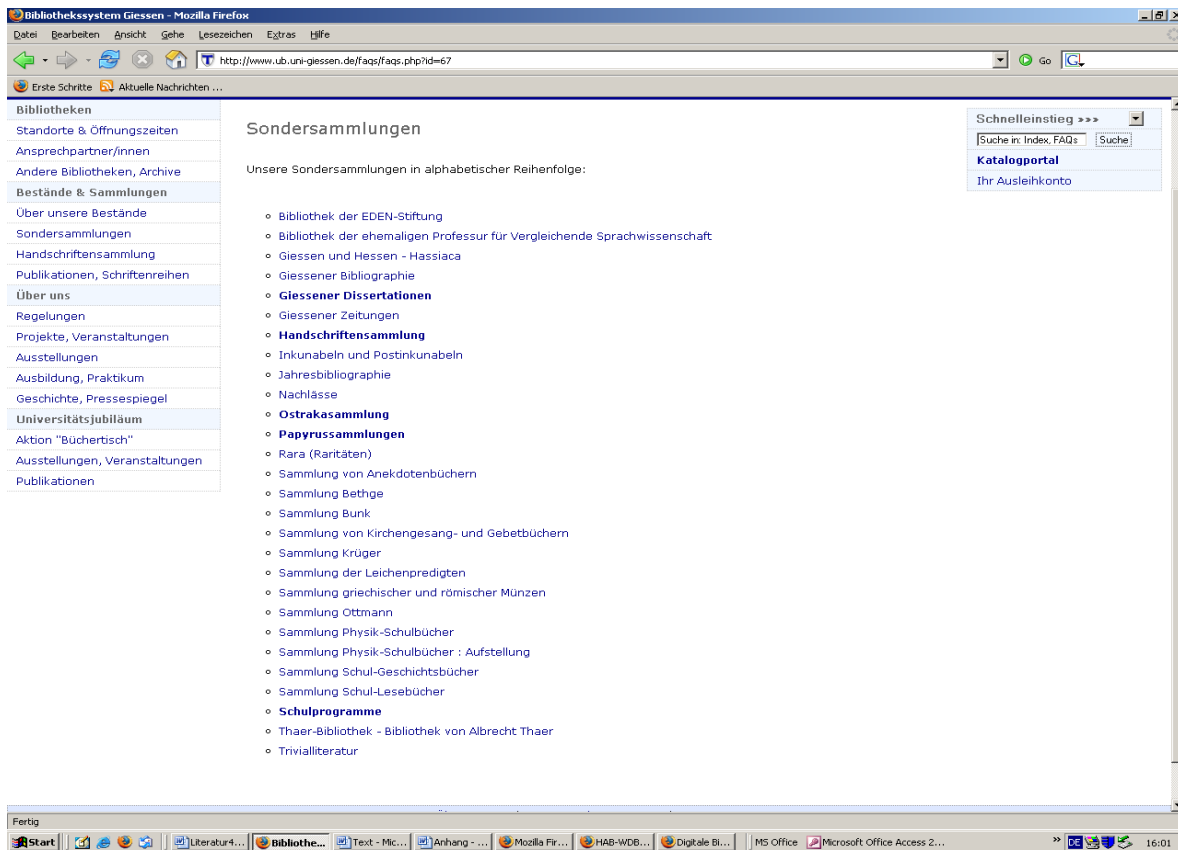 Bibliothekssystem Giessen - Mozilla Firefox
Datei Bearbeiten Ansicht Gehe Lesezeichen Extras Hilfe
http://www.ub.uni-giessen.de/faqs/faqs.php?id=67
Go
Erste Schritte Aktuelle Nachrichten ...
Bibliotheken
Standorte & Öffnungszeiten
Ansprechpartner/innen
Andere Bibliotheken, Archive
Bestände & Sammlungen
Über unsere Bestände
Sondersammlungen
Handschriftensammlung
Publikationen, Schriftenreihen
Über uns
Regelungen
Projekte, Veranstaltungen
Ausstellungen
Ausbildung, Praktikum
Geschichte, Pressespiegel
Universitätsjubiläum
Aktion "Büchertisch"
Ausstellungen, Veranstaltungen
Publikationen
Sondersammlungen
Unsere Sondersammlungen in alphabetischer Reihenfolge:
Bibliothek der EDEN-Stiftung
Bibliothek der ehemaligen Professur für Vergleichende Sprachwissenschaft
Giessen und Hessen - Hassiaca
Giessener Bibliographie
Giessener Dissertationen
Giessener Zeitungen
Handschriftensammlung
Inkunabeln und Postinkunabeln
Jahresbibliographie
Nachlässe
Ostrakasammlung
Papyrussammlungen
Rara (Raritäten)
Sammlung von Anekdotenbüchern
Sammlung Bethge
Sammlung Bunk
Sammlung von Kirchengesang- und Gebetbüchern
Sammlung Krüger
Sammlung der Leichenpredigten
Sammlung griechischer und römischer Münzen
Sammlung Ottmann
Sammlung Physik-Schulbücher
Sammlung Physik-Schulbücher : Aufstellung
Sammlung Schul-Geschichtsbücher
Sammlung Schul-Lesebücher
Schulprogramme
Thaer-Bibliothek - Bibliothek von Albrecht Thaer
Trivialliteratur
Schnelleinstieg >>>
Suche in: Index, FAQs Suche
Katalogportal
Ihr Ausleihkonto
Fertig
Start Literatur4... Bibliothe... Text - Mic... Anhang - ... Mozilla Fir... HAB-WDB... Digitale Bi... MS Office Microsoft Office Access 2... » DE 16:01